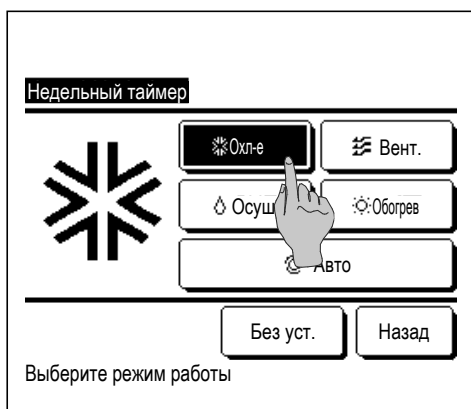 Недельный таймер
Охл-е Вент.
Осуш Обогрев
Авто
Без уст. Назад
Выберите режим работы